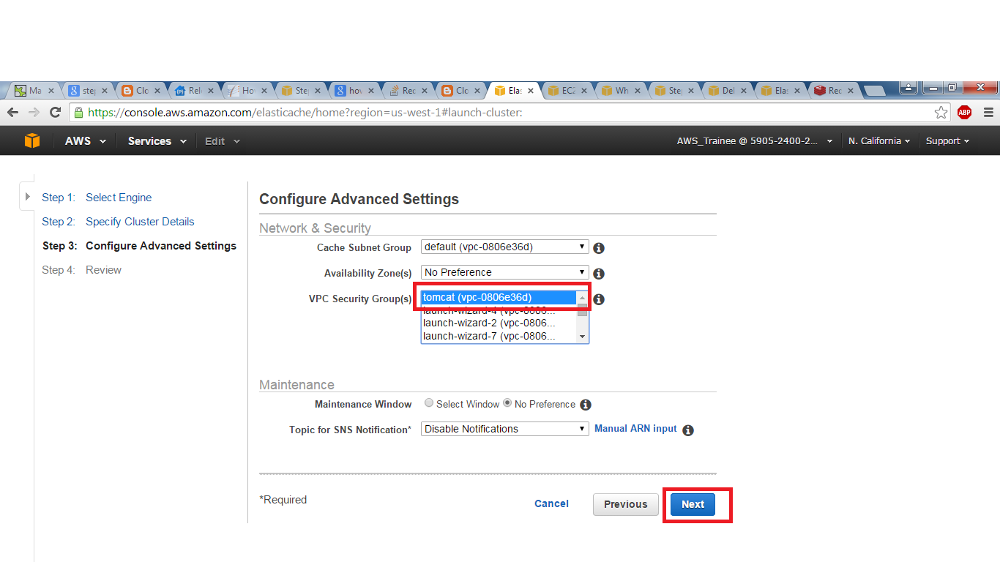 Ma
ste
Clo
Rel
Ho
Ste
ho
Rec
Clo
Elas
EC2
Wh
Ste
Del
Elas
Rec
https://console.aws.amazon.com/elasticache/home?region=us-west-1#launch-cluster:
ABP
AWS Services Edit AWS_Trainee @ 5905-2400-2... N. California Support
Step 1: Select Engine
Step 2: Specify Cluster Details
Step 3: Configure Advanced Settings
Step 4: Review
Configure Advanced Settings
Network & Security
Cache Subnet Group default (vpc-0806e36d)
Availability Zone(s) No Preference
VPC Security Group(s) tomcat (vpc-0806e36d)
launch-wizard-4 (vpc-0806...
launch-wizard-2 (vpc-0806...
launch-wizard-7 (vpc-0806...
Maintenance
Maintenance Window Select Window No Preference
Topic for SNS Notification* Disable Notifications Manual ARN input
*Required
Cancel Previous Next